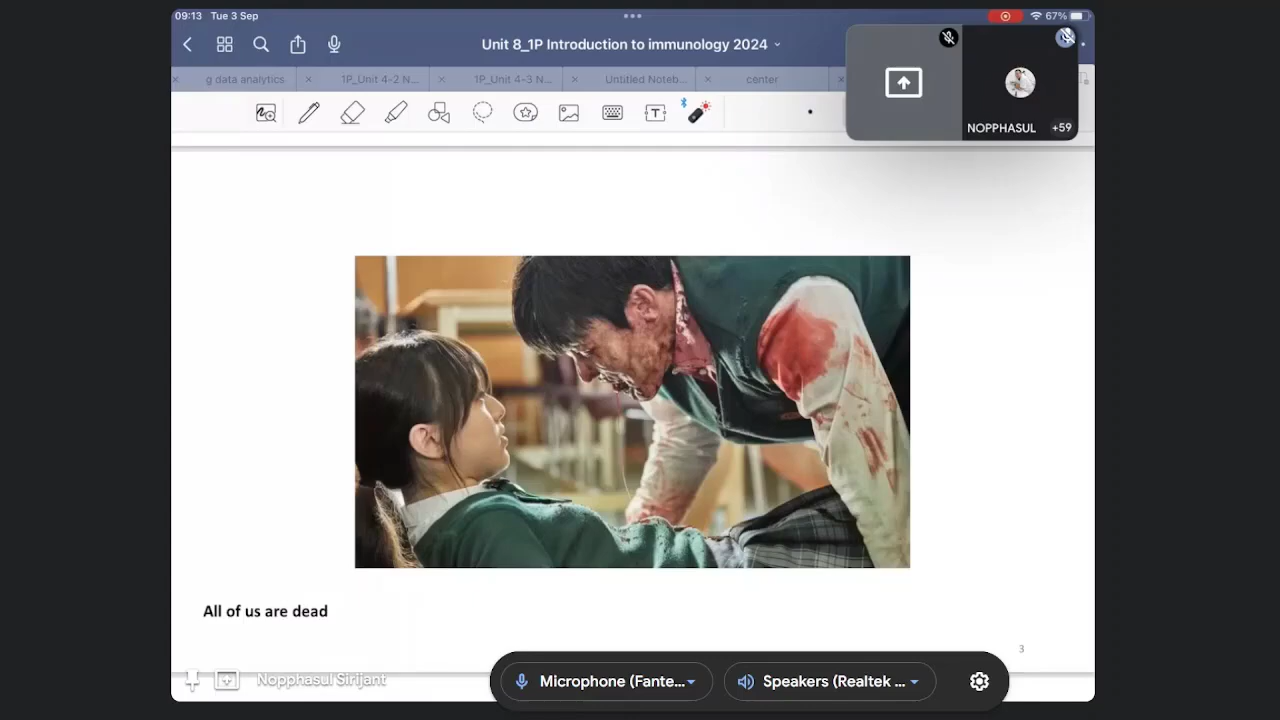 09:13 Tue 3 Sep
67%
Unit 8_1P Introduction to immunology 2024
g data analytics
1P_Unit 4-2 N...
1P_Unit 4-3 N...
Untitled Noteb...
center
T
NOPPHASUL +59
All of us are dead
3
Nopphasul Sirijant
Microphone (Fante...
Speakers (Realtek ...